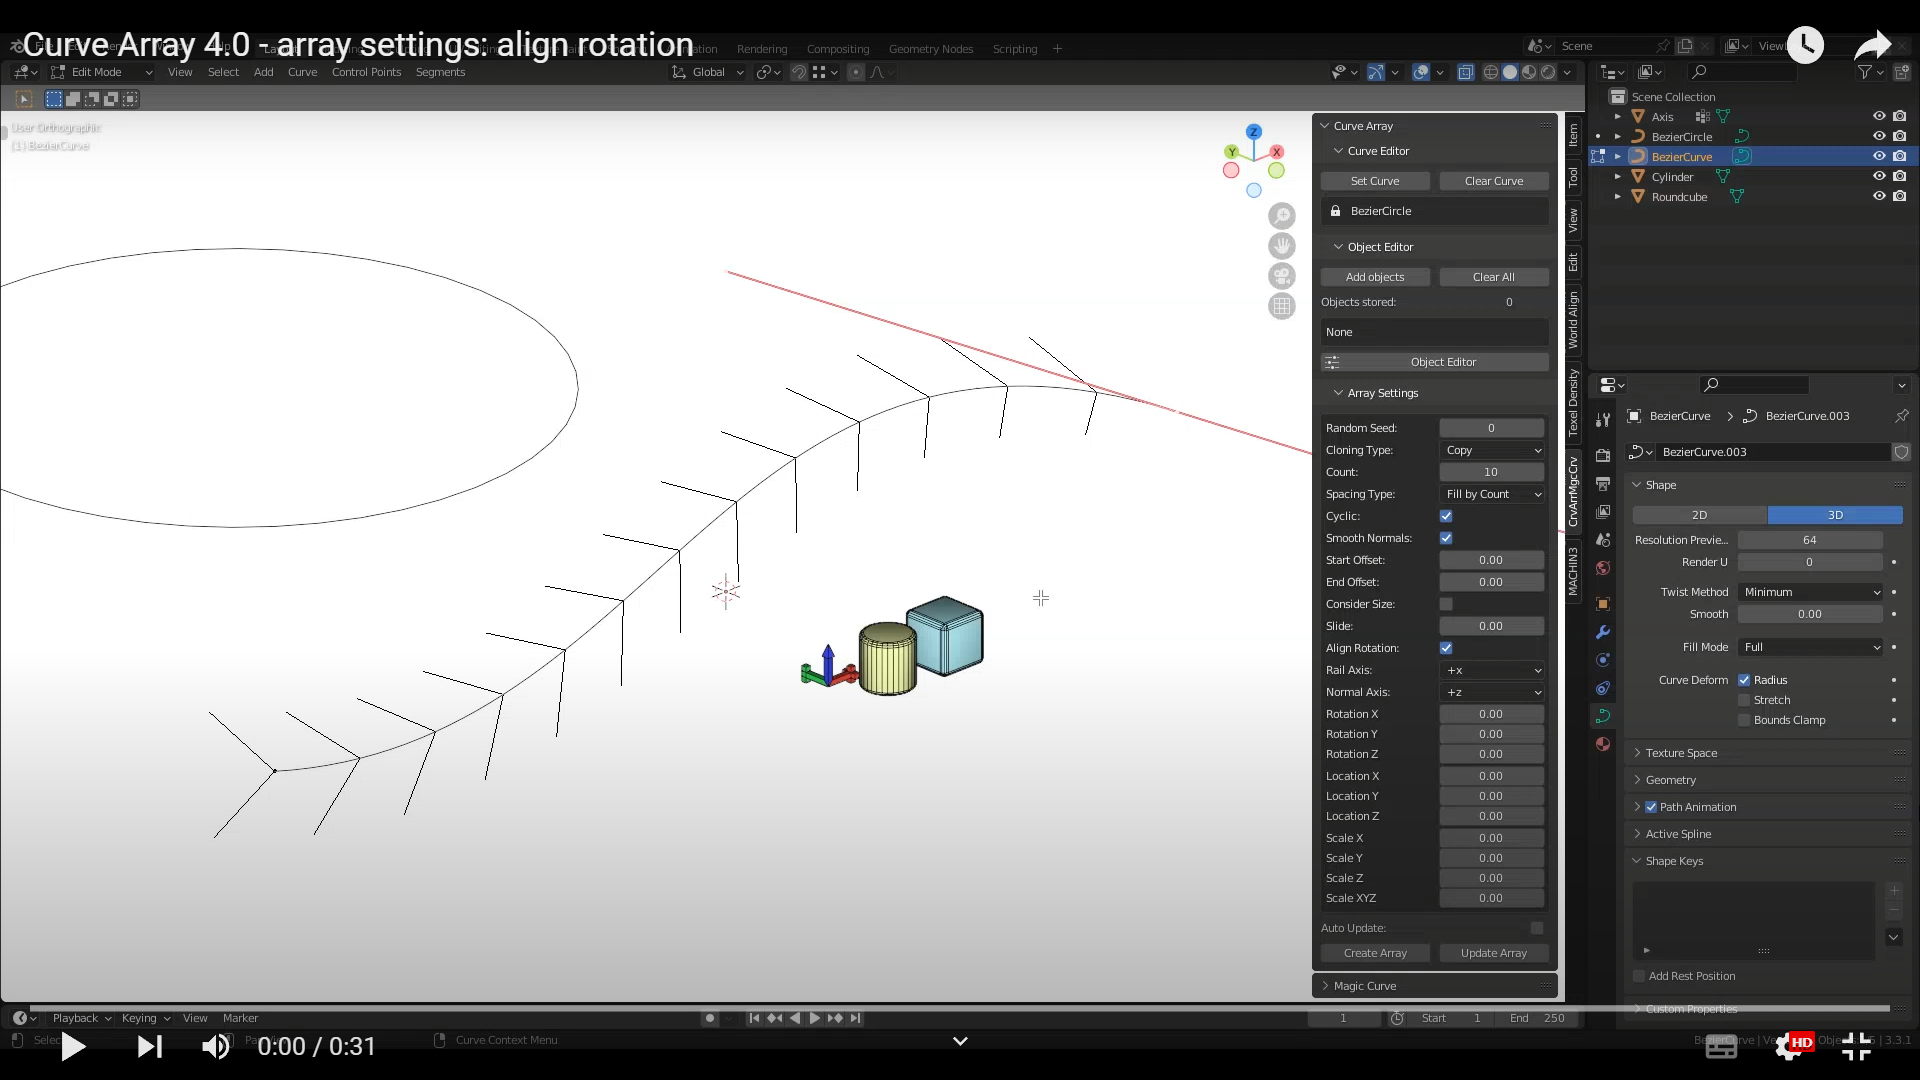 Curve Array 4.0 - array settings: align rotation
Rendering Compositing Geometry Nodes Scripting +
Scene
Edit Mode View Select Add Curve Control Points Segments Global
User Orthographic
(1) BezierCurve
Z
Y
X
Curve Array
Curve Editor
Set Curve Clear Curve
BezierCircle
Object Editor
Add objects Clear All
Objects stored: 0
None
Object Editor
Array Settings
Random Seed: 0
Cloning Type: Copy
Count: 10
Spacing Type: Fill by Count
Cyclic:
Smooth Normals:
Start Offset: 0.00
End Offset: 0.00
Consider Size:
Slide: 0.00
Align Rotation:
Rail Axis: +x
Normal Axis: +z
Rotation X 0.00
Rotation Y 0.00
Rotation Z 0.00
Location X 0.00
Location Y 0.00
Location Z 0.00
Scale X 0.00
Scale Y 0.00
Scale Z 0.00
Scale XYZ 0.00
Auto Update:
Create Array Update Array
Magic Curve
Item
Tool
View
Edit
World Align
Texel Density
CrvArrMgcCrv
MACHIN3
Scene Collection
Axis
BezierCircle
BezierCurve
Cylinder
Roundcube
BezierCurve > BezierCurve.003
BezierCurve.003
Shape
2D 3D
Resolution Previe... 64
Render U 0
Twist Method Minimum
Smooth 0.00
Fill Mode Full
Curve Deform Radius
Stretch
Bounds Clamp
Texture Space
Geometry
Path Animation
Active Spline
Shape Keys
Add Rest Position
Custom Properties
Playback Keying View Marker
1 Start 1 End 250
0:00 / 0:31
Curve Context Menu
HD
3.3.1